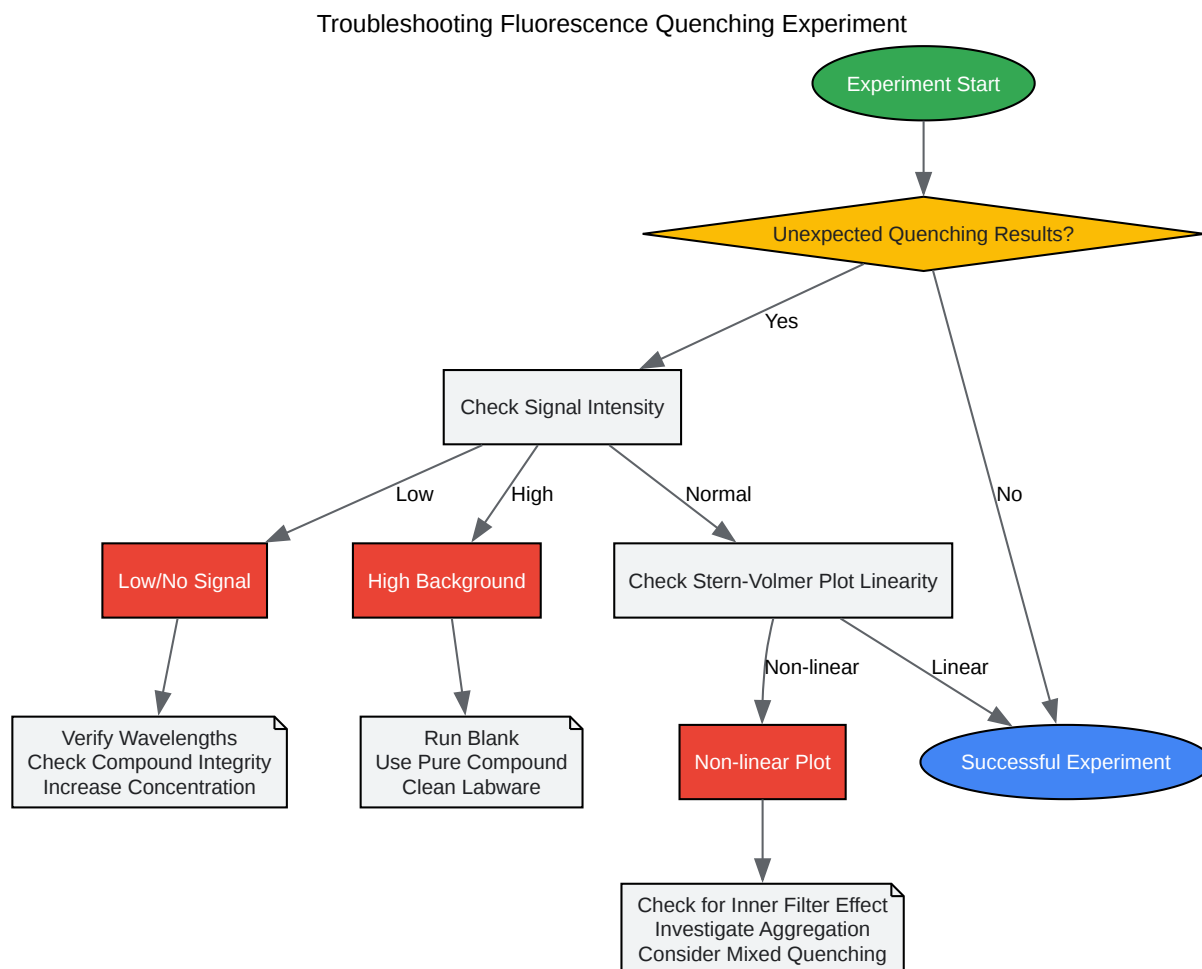 Troubleshooting Fluorescence Quenching Experiment
Experiment Start
Unexpected Quenching Results?
Yes
No
Check Signal Intensity
Low
High
Normal
Low/No Signal
High Background
Check Stern-Volmer Plot Linearity
Non-linear
Linear
Verify Wavelengths
Check Compound Integrity
Increase Concentration
Run Blank
Use Pure Compound
Clean Labware
Non-linear Plot
Successful Experiment
Check for Inner Filter Effect
Investigate Aggregation
Consider Mixed Quenching